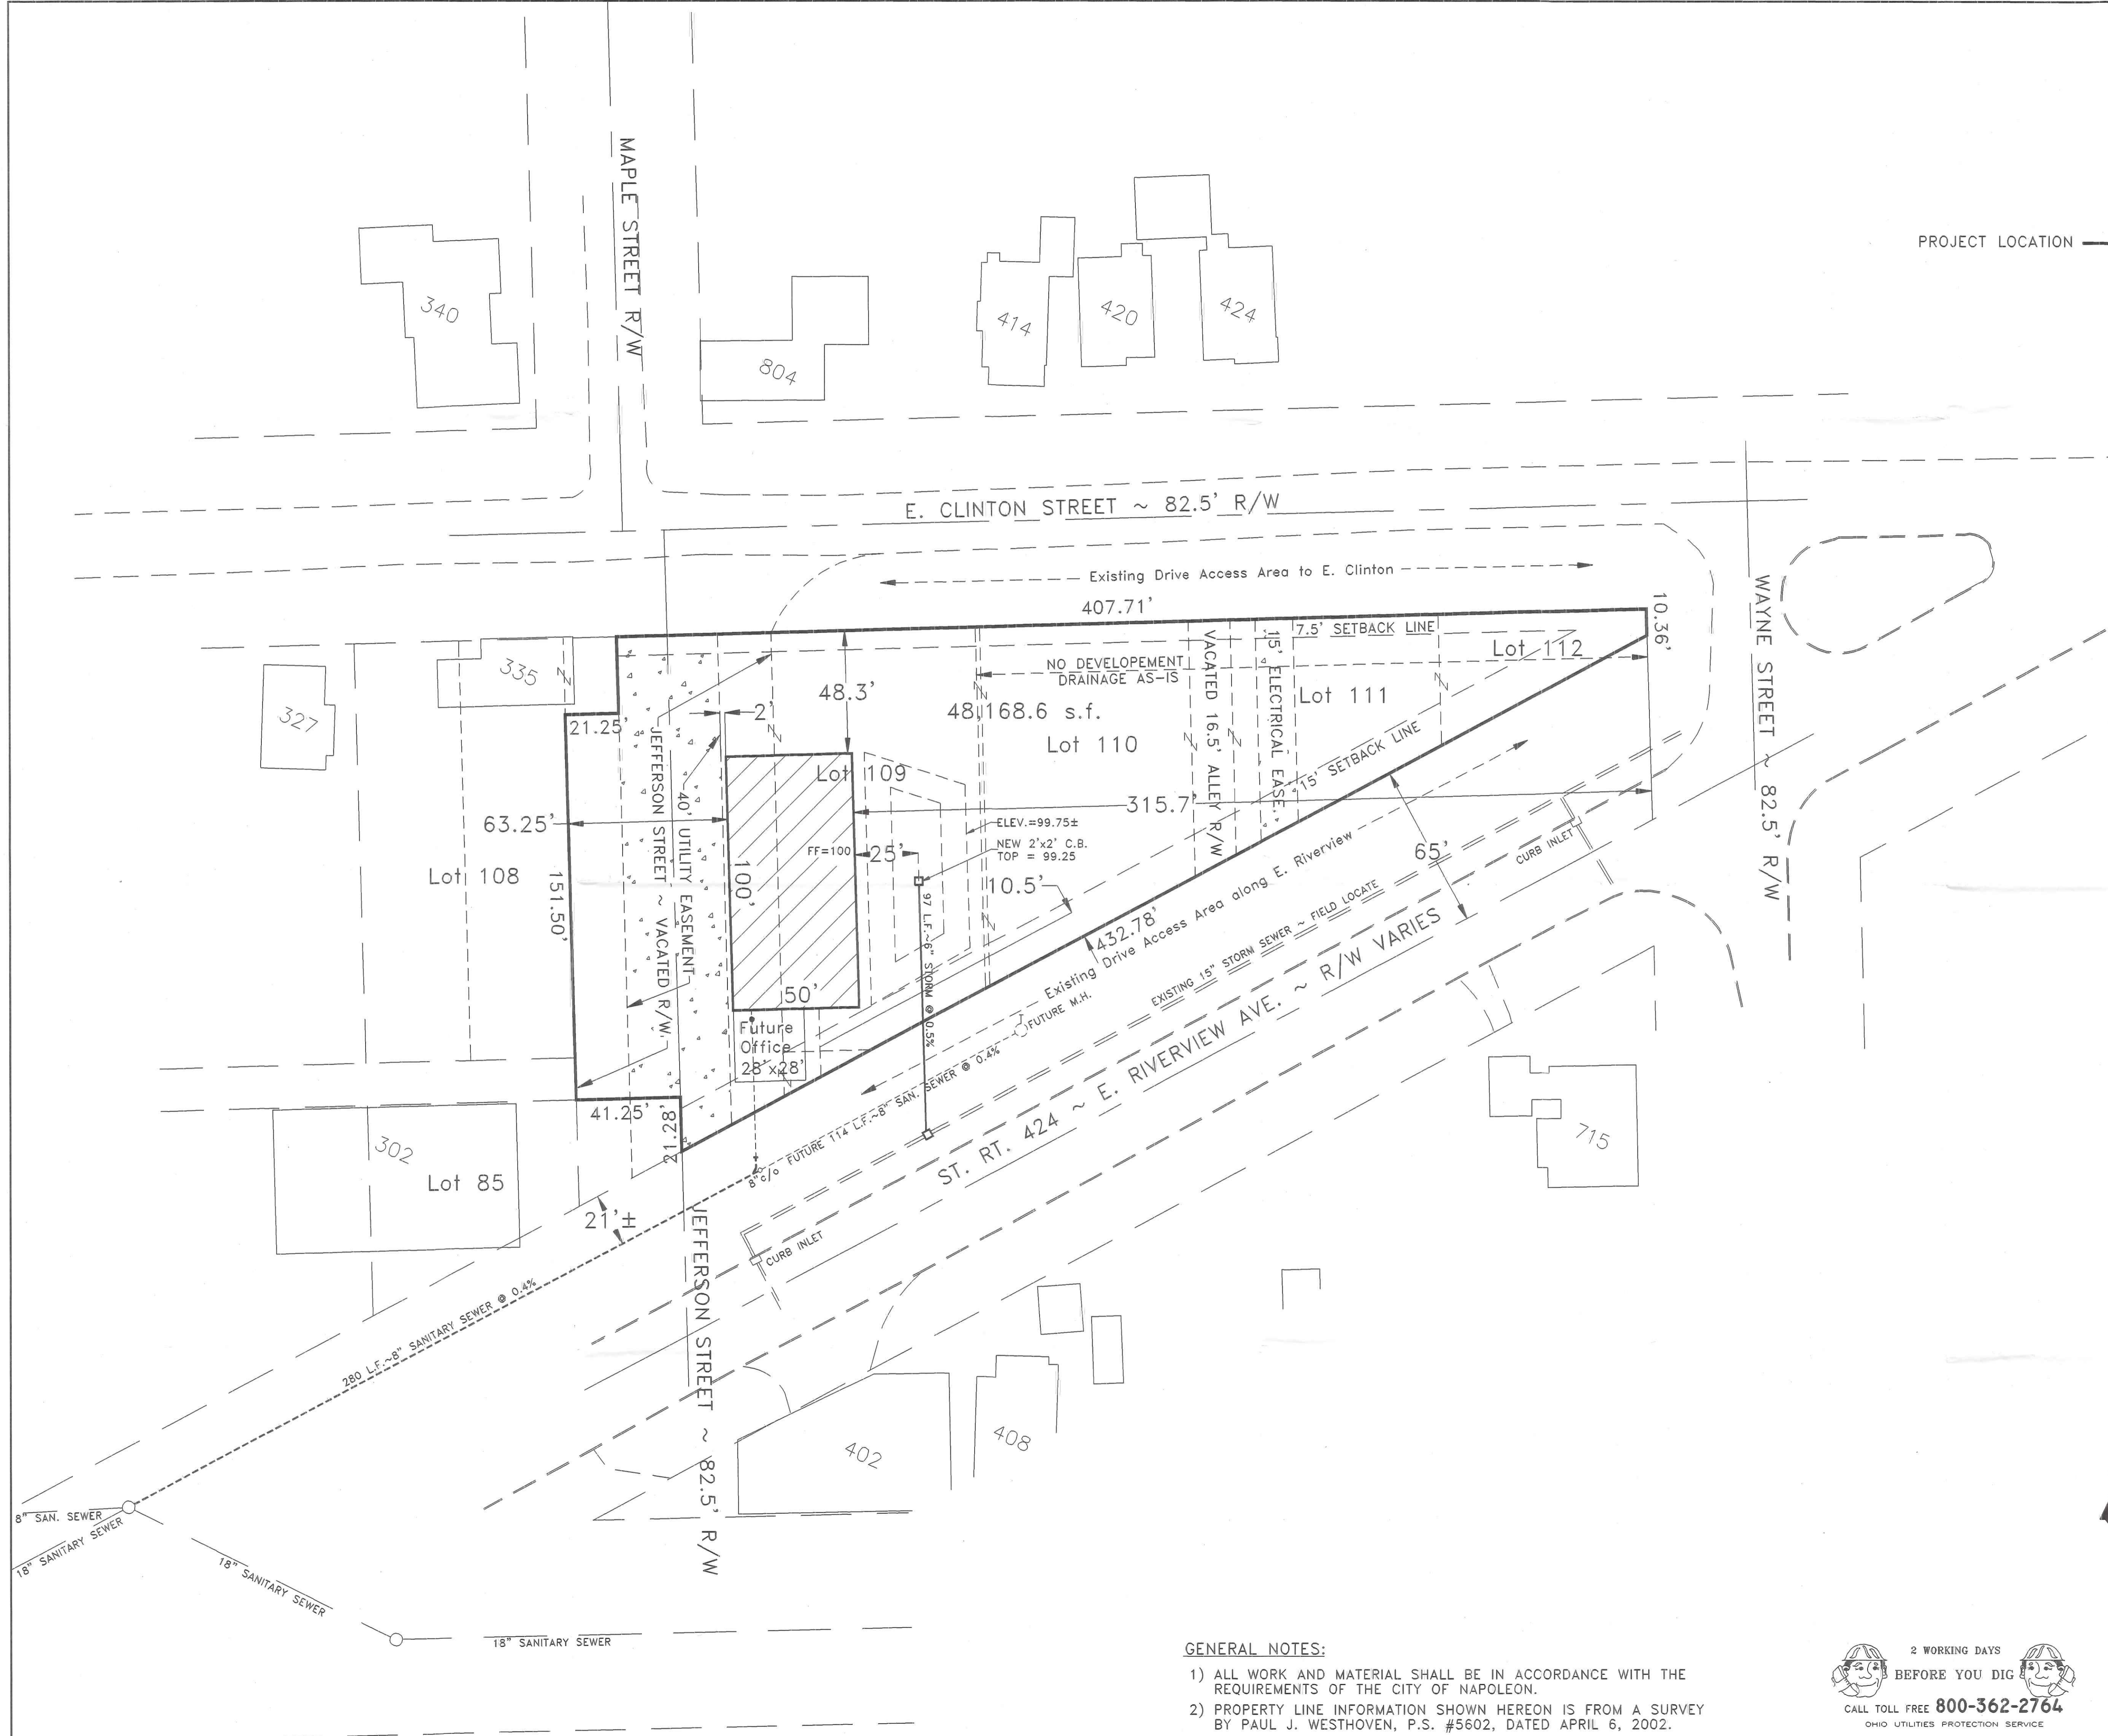 PROJECT LOCATION
MAPLE STREET R/W
340
804
414
420
424
E. CLINTON STREET ~ 82.5' R/W
Existing Drive Access Area to E. Clinton
407.71'
10.36'
WAYNE STREET ~ 82.5' R/W
335
327
21.25'
2'
48.3'
NO DEVELOPEMENT
DRAINAGE AS-IS
7.5' SETBACK LINE
Lot 112
Lot 111
48,168.6 s.f.
Lot 110
VACATED 16.5' ALLEY R/W
15' ELECTRICAL EASE.
15' SETBACK LINE
Lot 109
JEFFERSON STREET ~ VACATED R/W
40' UTILITY EASEMENT
63.25'
315.7'
ELEV.=99.75±
NEW 2'x2' C.B.
TOP = 99.25
FF=100
25'
100'
10.5'
65'
CURB INLET
Lot 108
151.50'
97 L.F.~6" STORM @ 0.5%
432.78'
Existing Drive Access Area along E. Riverview
EXISTING 15" STORM SEWER ~ FIELD LOCATE
50'
FUTURE M.H.
Future
Office
28'x28'
ST. RT. 424 ~ E. RIVERVIEW AVE. ~ R/W VARIES
41.25'
21.28'
8" c/o
FUTURE 114 L.F.~8" SAN. SEWER @ 0.4%
715
302
Lot 85
21'±
CURB INLET
JEFFERSON STREET ~ 82.5' R/W
280 L.F.~8" SANITARY SEWER @ 0.4%
402
408
8" SAN. SEWER
18" SANITARY SEWER
18" SANITARY SEWER
18" SANITARY SEWER
GENERAL NOTES:
1) ALL WORK AND MATERIAL SHALL BE IN ACCORDANCE WITH THE
REQUIREMENTS OF THE CITY OF NAPOLEON.
2) PROPERTY LINE INFORMATION SHOWN HEREON IS FROM A SURVEY
BY PAUL J. WESTHOVEN, P.S. #5602, DATED APRIL 6, 2002.
2 WORKING DAYS
BEFORE YOU DIG
CALL TOLL FREE 800-362-2764
OHIO UTILITIES PROTECTION SERVICE